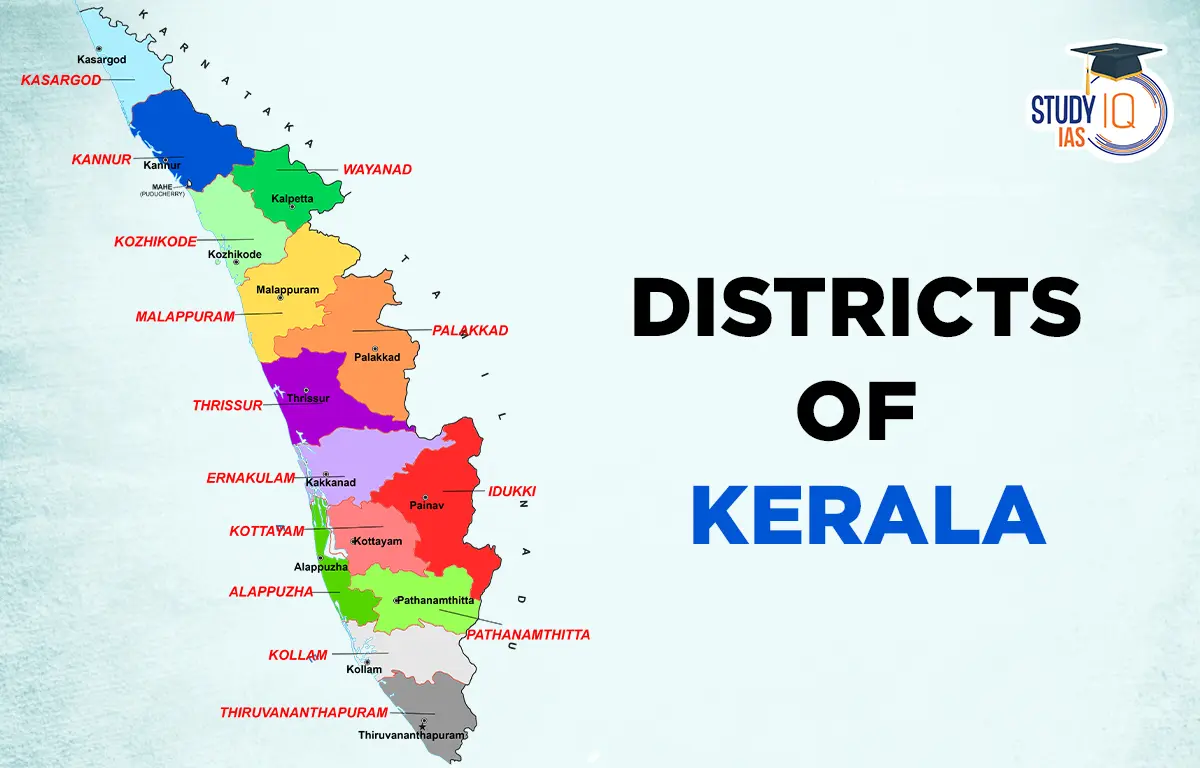 KARNATAKA
Kasargod
KASARGOD
KANNUR
Kannur
MAHE
(PUDUCHERRY)
WAYANAD
Kalpetta
KOZHIKODE
Kozhikode
TAMIL NADU
Malappuram
MALAPPURAM
PALAKKAD
Palakkad
THRISSUR
Thrissur
ERNAKULAM
Kakkanad
IDUKKI
Painav
KOTTAYAM
Kottayam
Alappuzha
ALAPPUZHA
Pathanamthitta
PATHANAMTHITTA
KOLLAM
Kollam
THIRUVANANTHAPURAM
Thiruvananthapuram
STUDY IQ
IAS
DISTRICTS
OF
KERALA